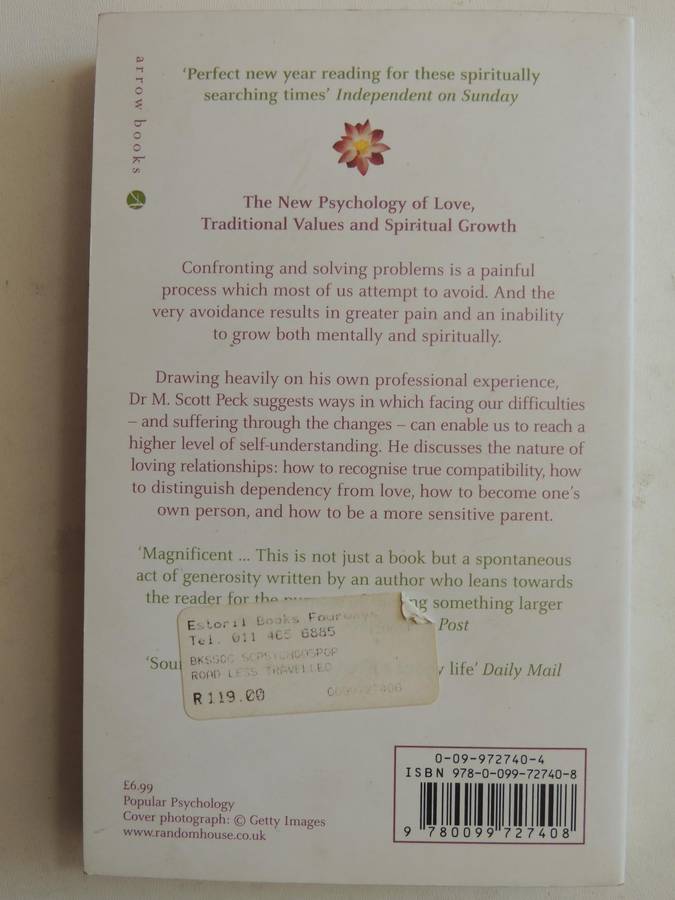 arrow books
‘Perfect new year reading for these spiritually
searching times’ Independent on Sunday
The New Psychology of Love,
Traditional Values and Spiritual Growth
Confronting and solving problems is a painful
process which most of us attempt to avoid. And the
very avoidance results in greater pain and an inability
to grow both mentally and spiritually.
Drawing heavily on his own professional experience,
Dr M. Scott Peck suggests ways in which facing our difficulties
– and suffering through the changes – can enable us to reach a
higher level of self-understanding. He discusses the nature of
loving relationships: how to recognise true compatibility, how
to distinguish dependency from love, how to become one’s
own person, and how to be a more sensitive parent.
‘Magnificent ... This is not just a book but a spontaneous
act of generosity written by an author who leans towards
the reader for the something larger
Post
life’ Daily Mail
Estoril Books Fourways
Tel. 011 465 6885
ROAD LESS TRAVELLED
R119.00
£6.99
Popular Psychology
Cover photograph: © Getty Images
www.randomhouse.co.uk
0-09-972740-4
ISBN 978-0-099-72740-8
9 780099 727408